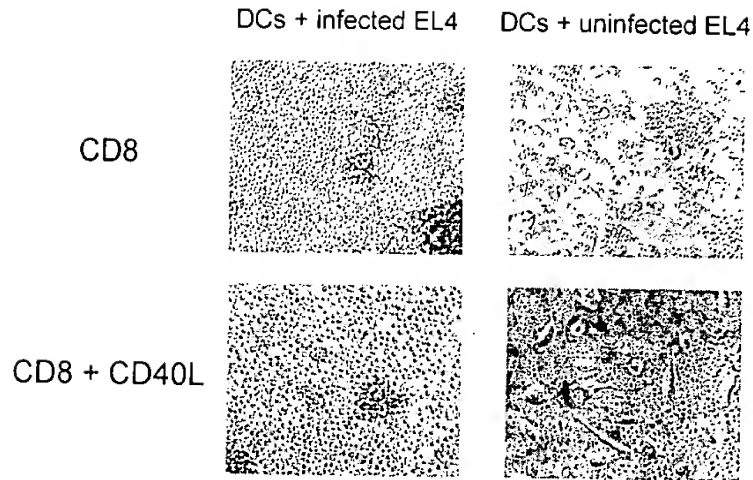 DCs + infected EL4
DCs + uninfected EL4
CD8
CD8 + CD40L